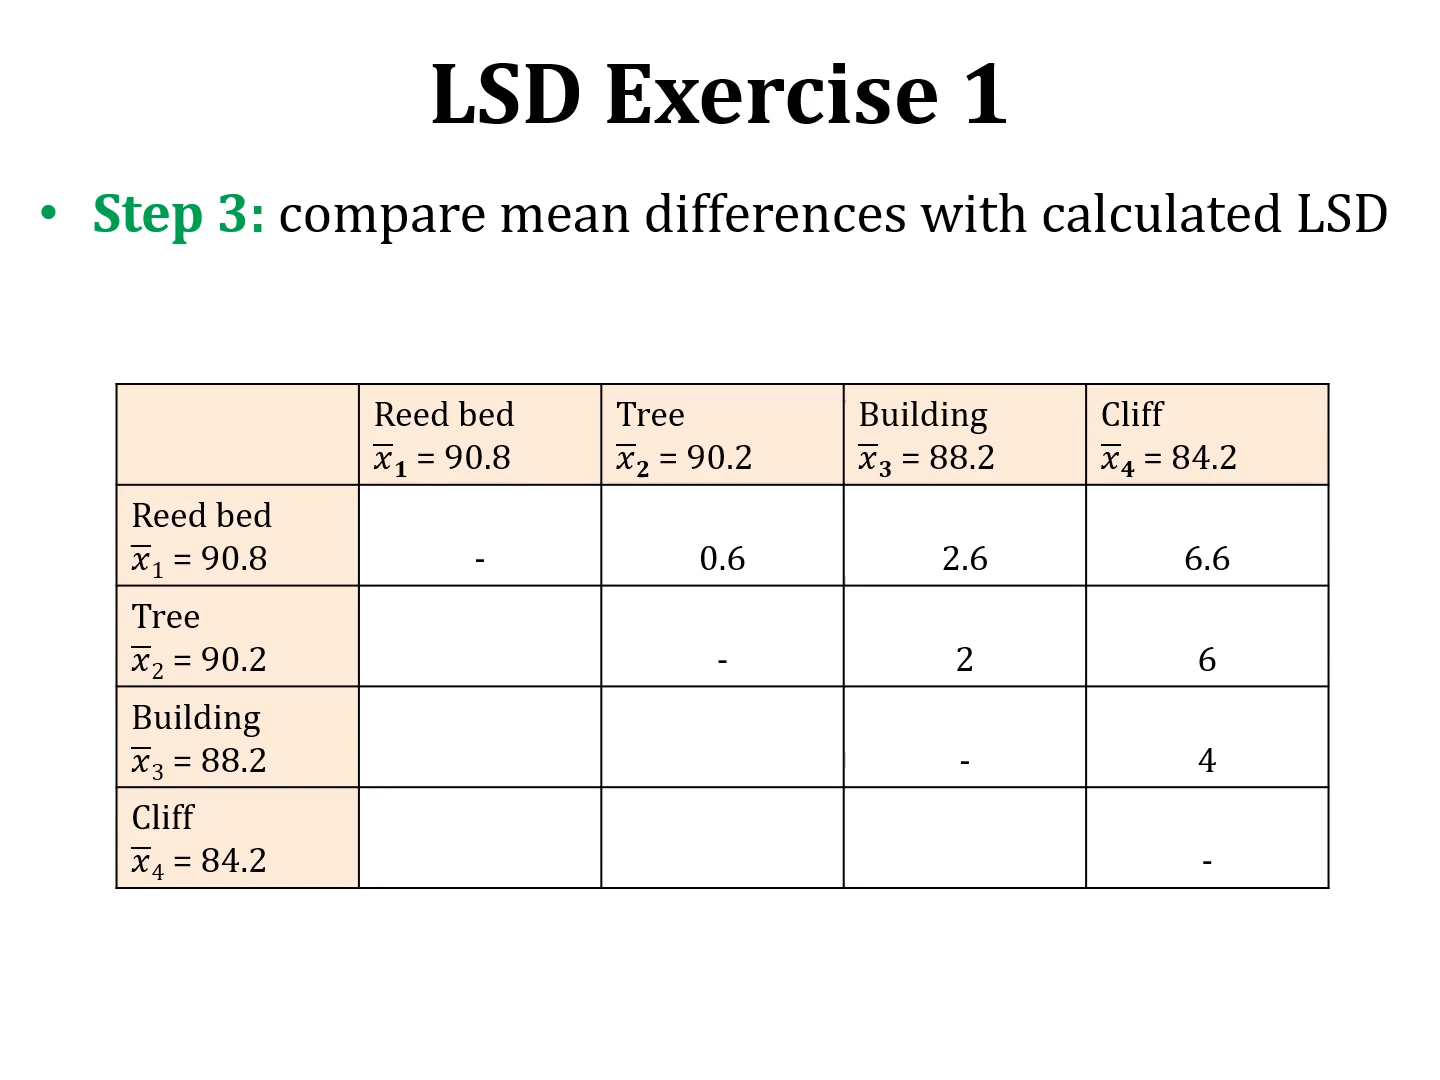 LSD Exercise 1
• Step 3: compare mean differences with calculated LSD
Reed bed Tree Building Cliff
x̅₁ = 90.8 x̅₂ = 90.2 x̅₃ = 88.2 x̅₄ = 84.2
Reed bed
x̅₁ = 90.8 - 0.6 2.6 6.6
Tree
x̅₂ = 90.2 - 2 6
Building
x̅₃ = 88.2 - 4
Cliff
x̅₄ = 84.2 -